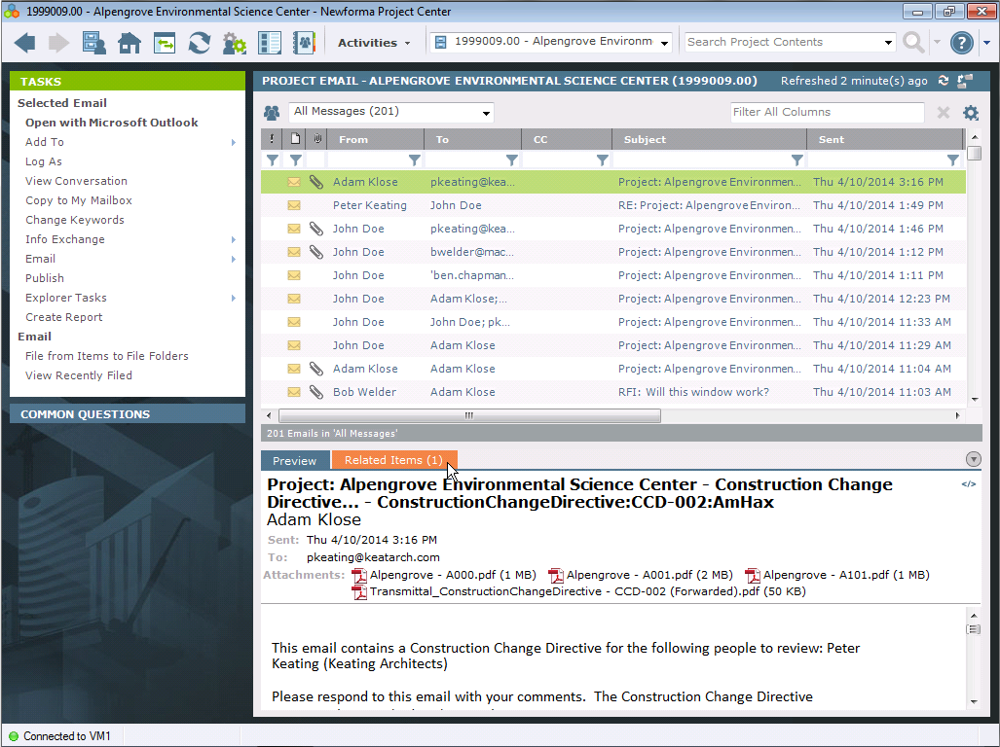 1999009.00 - Alpengrove Environmental Science Center - Newforma Project Center
Activities
1999009.00 - Alpengrove Environm
Search Project Contents
?
TASKS
Selected Email
Open with Microsoft Outlook
Add To
Log As
View Conversation
Copy to My Mailbox
Change Keywords
Info Exchange
Email
Publish
Explorer Tasks
Create Report
Email
File from Items to File Folders
View Recently Filed
COMMON QUESTIONS
PROJECT EMAIL - ALPENGROVE ENVIRONMENTAL SCIENCE CENTER (1999009.00) Refreshed 2 minute(s) ago
All Messages (201)
Filter All Columns
! From To CC Subject Sent
Adam Klose pkeating@kea... Project: Alpengrove Environmen... Thu 4/10/2014 3:16 PM
Peter Keating John Doe RE: Project: Alpengrove Environ... Thu 4/10/2014 1:49 PM
John Doe pkeating@kea... Project: Alpengrove Environmen... Thu 4/10/2014 1:46 PM
John Doe bwelder@mac... Project: Alpengrove Environmen... Thu 4/10/2014 1:12 PM
John Doe 'ben.chapman... Project: Alpengrove Environmen... Thu 4/10/2014 1:11 PM
John Doe Adam Klose;... Project: Alpengrove Environmen... Thu 4/10/2014 12:23 PM
John Doe John Doe; pk... Project: Alpengrove Environmen... Thu 4/10/2014 11:33 AM
John Doe Adam Klose Project: Alpengrove Environmen... Thu 4/10/2014 11:29 AM
Adam Klose Adam Klose Project: Alpengrove Environmen... Thu 4/10/2014 11:04 AM
Bob Welder Adam Klose RFI: Will this window work? Thu 4/10/2014 11:03 AM
201 Emails in 'All Messages'
Preview Related Items (1)
Project: Alpengrove Environmental Science Center - Construction Change </>
Directive... - ConstructionChangeDirective:CCD-002:AmHax
Adam Klose
Sent: Thu 4/10/2014 3:16 PM
To: pkeating@keatarch.com
Attachments: Alpengrove - A000.pdf (1 MB) Alpengrove - A001.pdf (2 MB) Alpengrove - A101.pdf (1 MB)
Transmittal_ConstructionChangeDirective - CCD-002 (Forwarded).pdf (50 KB)
This email contains a Construction Change Directive for the following people to review: Peter
Keating (Keating Architects)
Please respond to this email with your comments. The Construction Change Directive
Connected to VM1